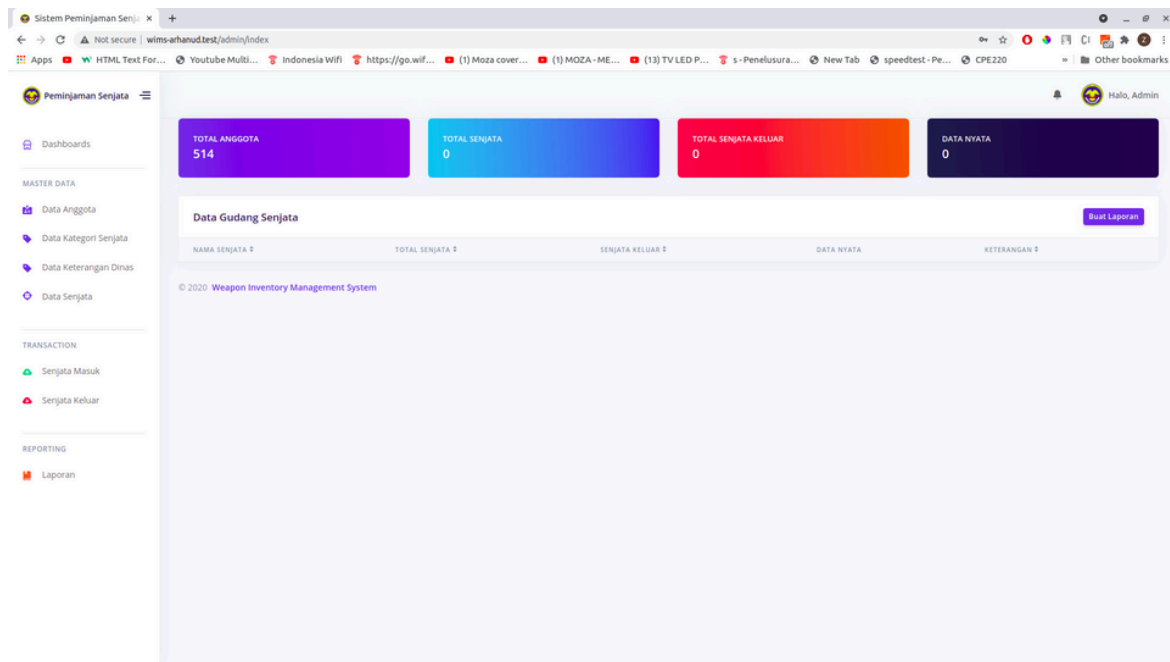 Sistem Peminjaman Senja
Not secure | wims-arhanud.test/admin/index
Apps
HTML Text For...
Youtube Multi...
Indonesia Wifi
https://go.wif...
(1) Moza cover...
(1) MOZA - ME...
(13) TV LED P...
s - Penelusura...
New Tab
speedtest - Pe...
CPE220
»
Other bookmarks
Peminjaman Senjata
Halo, Admin
Dashboards
MASTER DATA
Data Anggota
Data Kategori Senjata
Data Keterangan Dinas
Data Senjata
TRANSACTION
Senjata Masuk
Senjata Keluar
REPORTING
Laporan
TOTAL ANGGOTA
514
TOTAL SENJATA
0
TOTAL SENJATA KELUAR
0
DATA NYATA
0
Data Gudang Senjata
Buat Laporan
NAMA SENJATA TOTAL SENJATA SENJATA KELUAR DATA NYATA KETERANGAN
© 2020 Weapon Inventory Management System